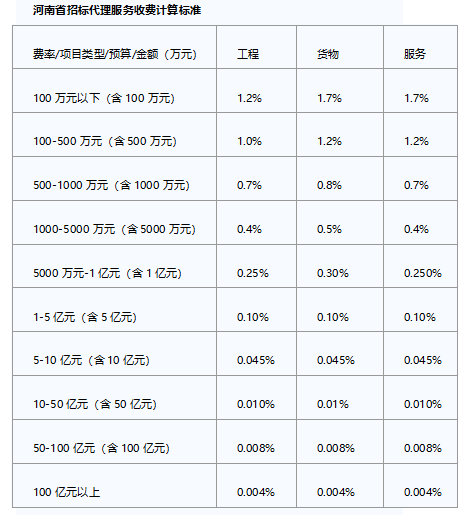 河南省招标代理服务收费计算标准
费率/项目类型/预算/金额（万元） 工程 货物 服务
100 万元以下（含 100 万元） 1.2% 1.7% 1.7%
100-500 万元（含 500 万元） 1.0% 1.2% 1.2%
500-1000 万元（含 1000 万元） 0.7% 0.8% 0.7%
1000-5000 万元（含 5000 万元） 0.4% 0.5% 0.4%
5000 万元-1 亿元（含 1 亿元） 0.25% 0.30% 0.250%
1-5 亿元（含 5 亿元） 0.10% 0.10% 0.10%
5-10 亿元（含 10 亿元） 0.045% 0.045% 0.045%
10-50 亿元（含 50 亿元） 0.010% 0.01% 0.010%
50-100 亿元（含 100 亿元） 0.008% 0.008% 0.008%
100 亿元以上 0.004% 0.004% 0.004%